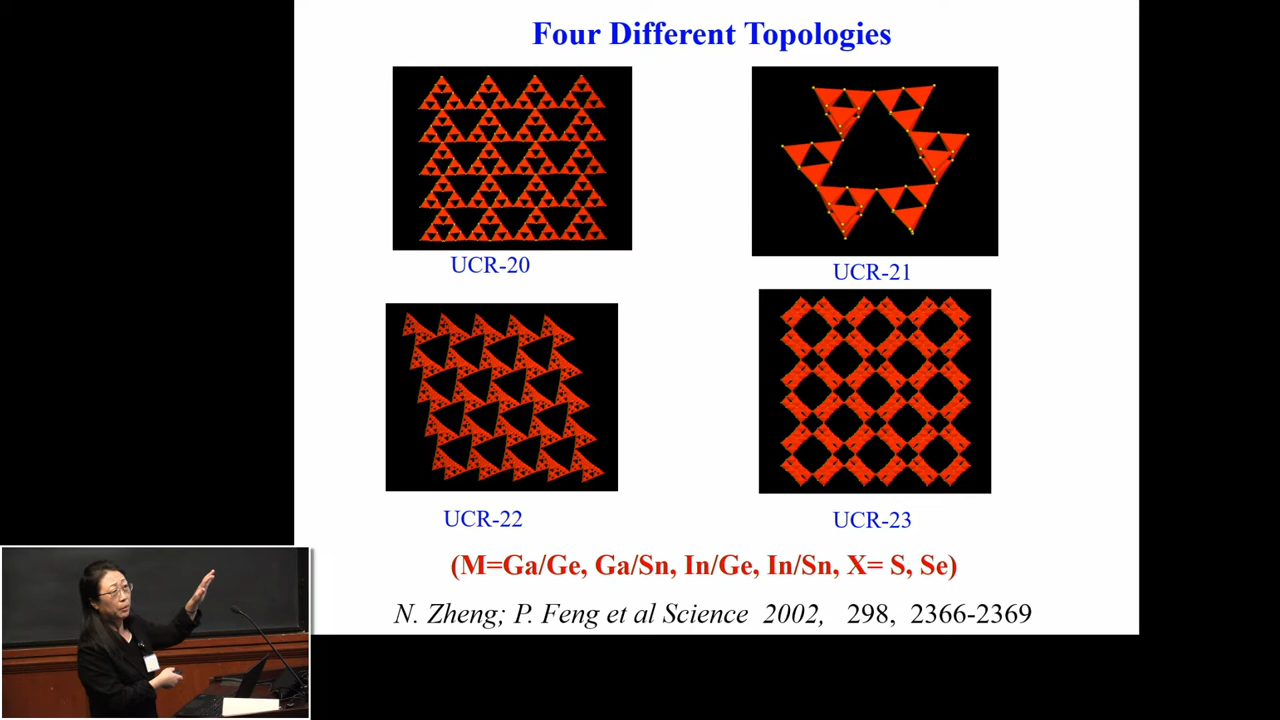 Four Different Topologies
UCR-20
UCR-21
UCR-22
UCR-23
(M=Ga/Ge, Ga/Sn, In/Ge, In/Sn, X= S, Se)
N. Zheng; P. Feng et al Science 2002, 298, 2366-2369